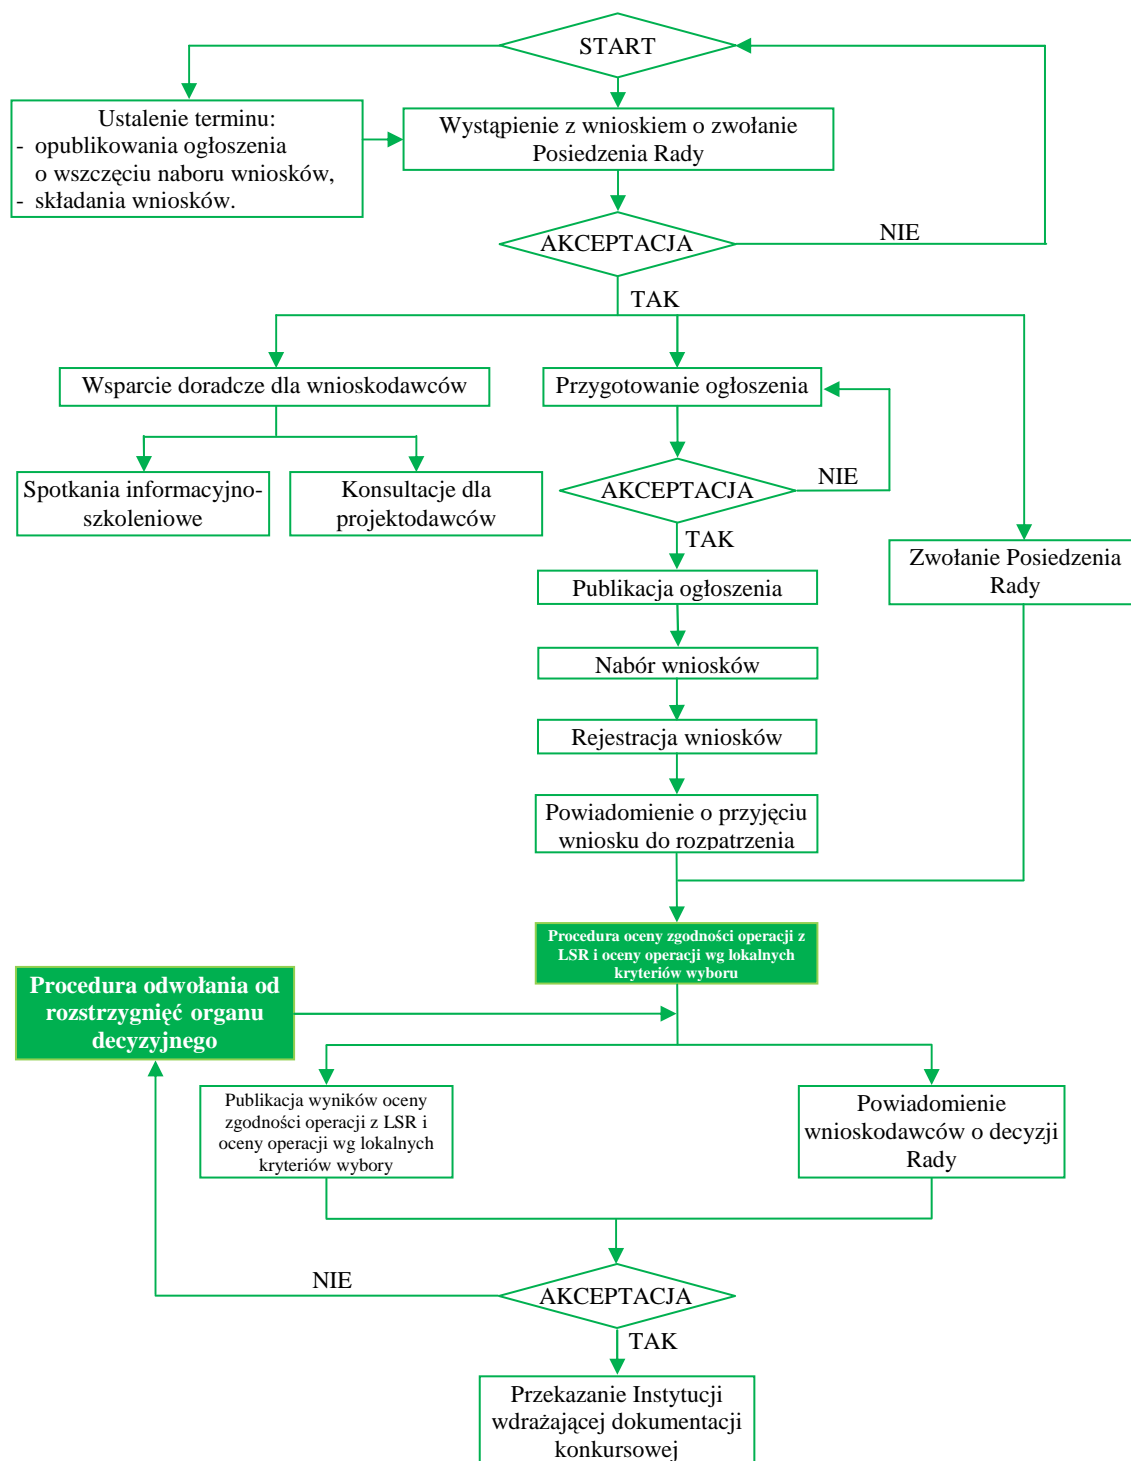 START
Ustalenie terminu:
- opublikowania ogłoszenia
o wszczęciu naboru wniosków,
- składania wniosków.
Wystąpienie z wnioskiem o zwołanie
Posiedzenia Rady
AKCEPTACJA
NIE
TAK
Wsparcie doradcze dla wnioskodawców
Przygotowanie ogłoszenia
Spotkania informacyjno-
szkoleniowe
Konsultacje dla
projektodawców
AKCEPTACJA
NIE
TAK
Zwołanie Posiedzenia
Rady
Publikacja ogłoszenia
Nabór wniosków
Rejestracja wniosków
Powiadomienie o przyjęciu
wniosku do rozpatrzenia
Procedura oceny zgodności operacji z
LSR i oceny operacji wg lokalnych
kryteriów wyboru
Procedura odwołania od
rozstrzygnięć organu
decyzyjnego
Publikacja wyników oceny
zgodności operacji z LSR i
oceny operacji wg lokalnych
kryteriów wybory
Powiadomienie
wnioskodawców o decyzji
Rady
NIE
AKCEPTACJA
TAK
Przekazanie Instytucji
wdrażającej dokumentacji
konkursowej